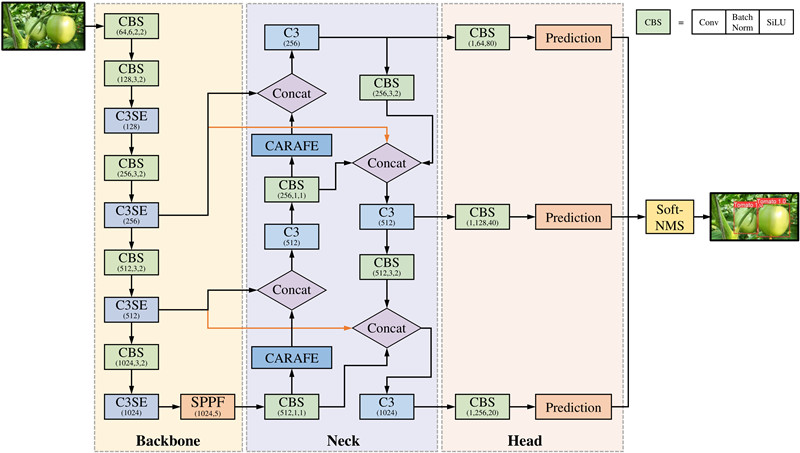 CBS
(64,6,2,2)
CBS
(128,3,2)
C3SE
(128)
CBS
(256,3,2)
C3SE
(256)
CBS
(512,3,2)
C3SE
(512)
CBS
(1024,3,2)
C3SE
(1024)
SPPF
(1024,5)
Backbone
C3
(256)
Concat
CARAFE
CBS
(256,1,1)
C3
(512)
Concat
CARAFE
CBS
(512,1,1)
CBS
(256,3,2)
Concat
C3
(512)
CBS
(512,3,2)
Concat
C3
(1024)
Neck
CBS
(1,64,80)
Prediction
CBS
(1,128,40)
Prediction
CBS
(1,256,20)
Prediction
Head
CBS = Conv Batch Norm SiLU
Soft-
NMS
Tomato
Tomato 1.0